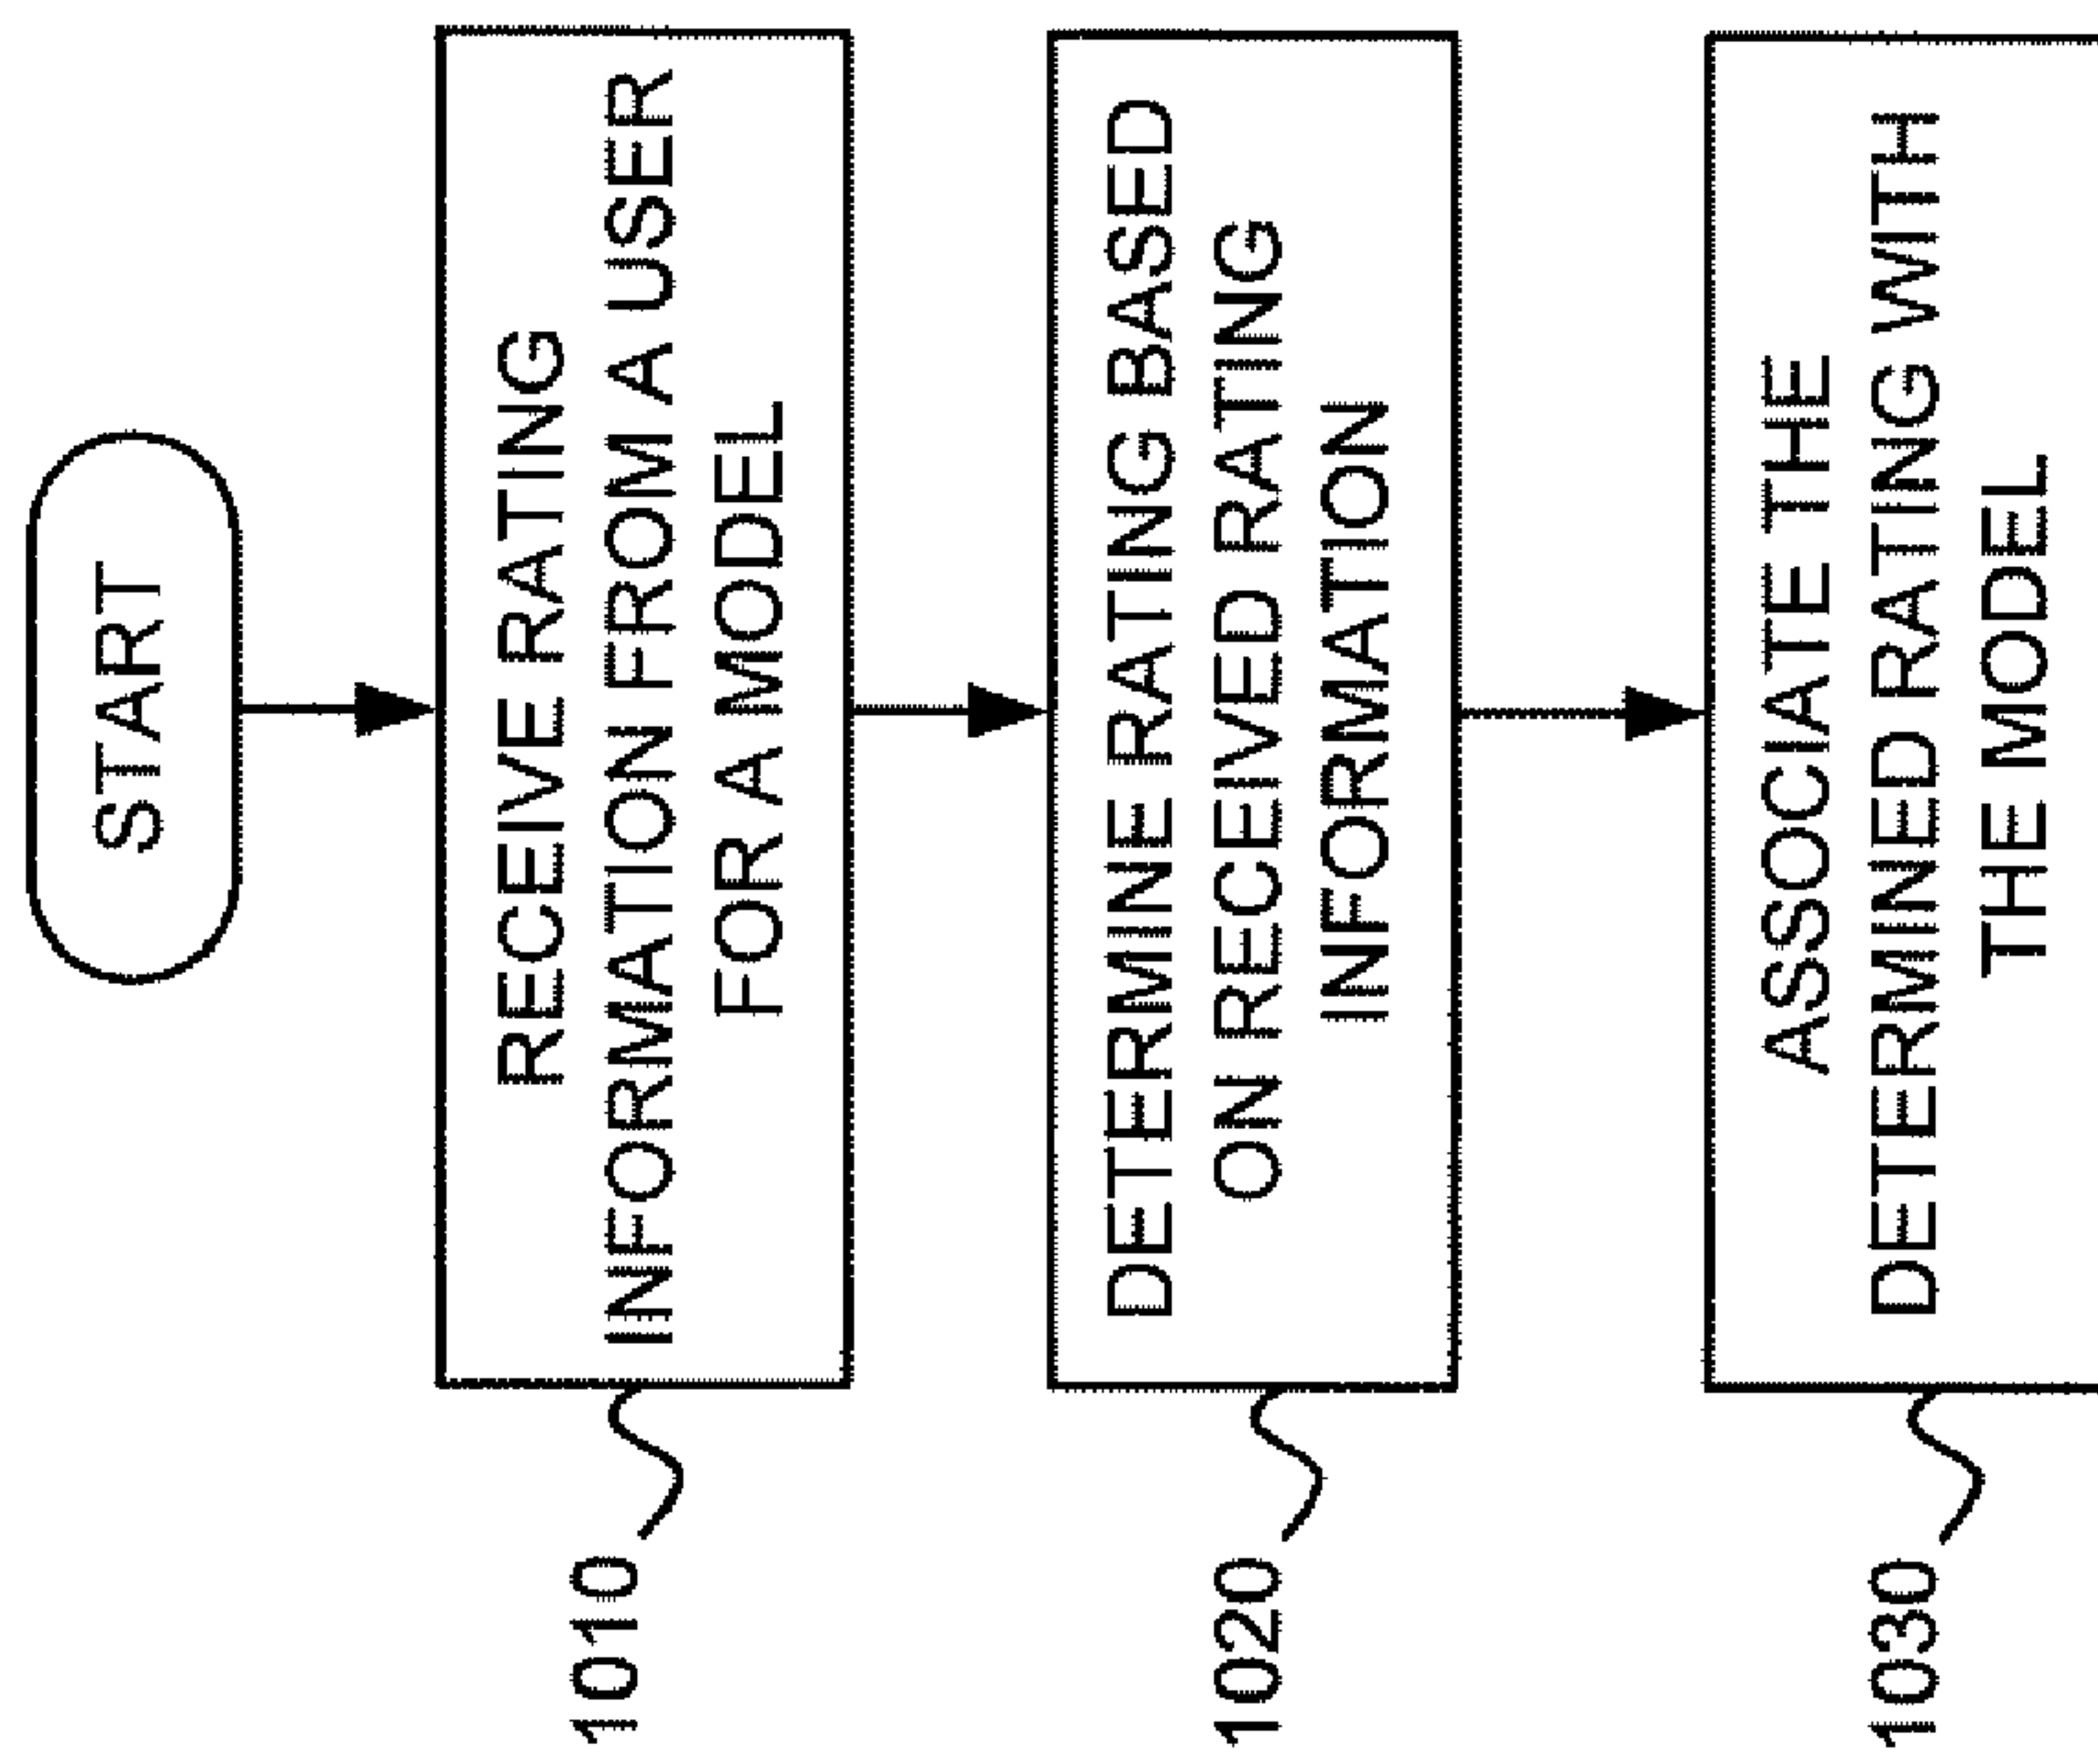 START
RECEIVE RATING
INFORMATION FROM A USER
FOR A MODEL
1010
DETERMINE RATING BASED
ON RECEIVED RATING
INFORMATION
1020
ASSOCIATE THE
DETERMINED RATING WITH
THE MODEL
1030